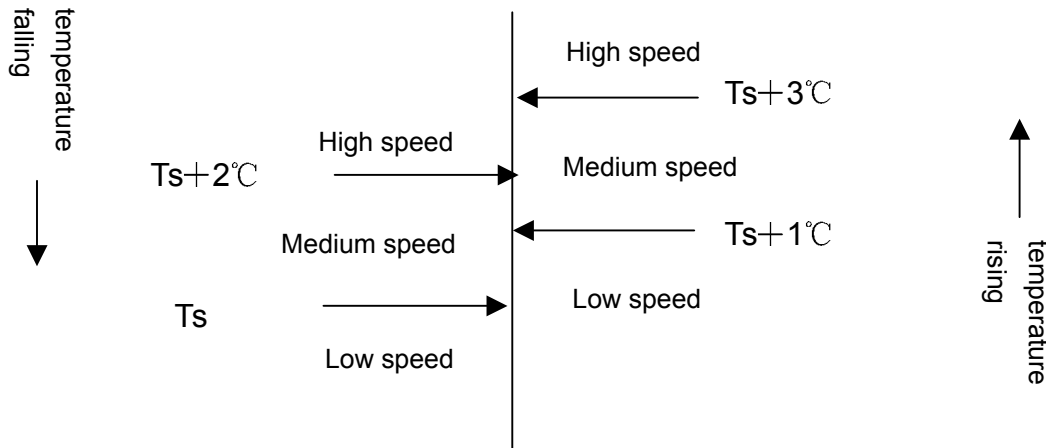 temperature
falling
High speed
Ts+3℃
High speed
Ts+2℃
Medium speed
Medium speed
Ts+1℃
Ts
Low speed
Low speed
temperature
rising